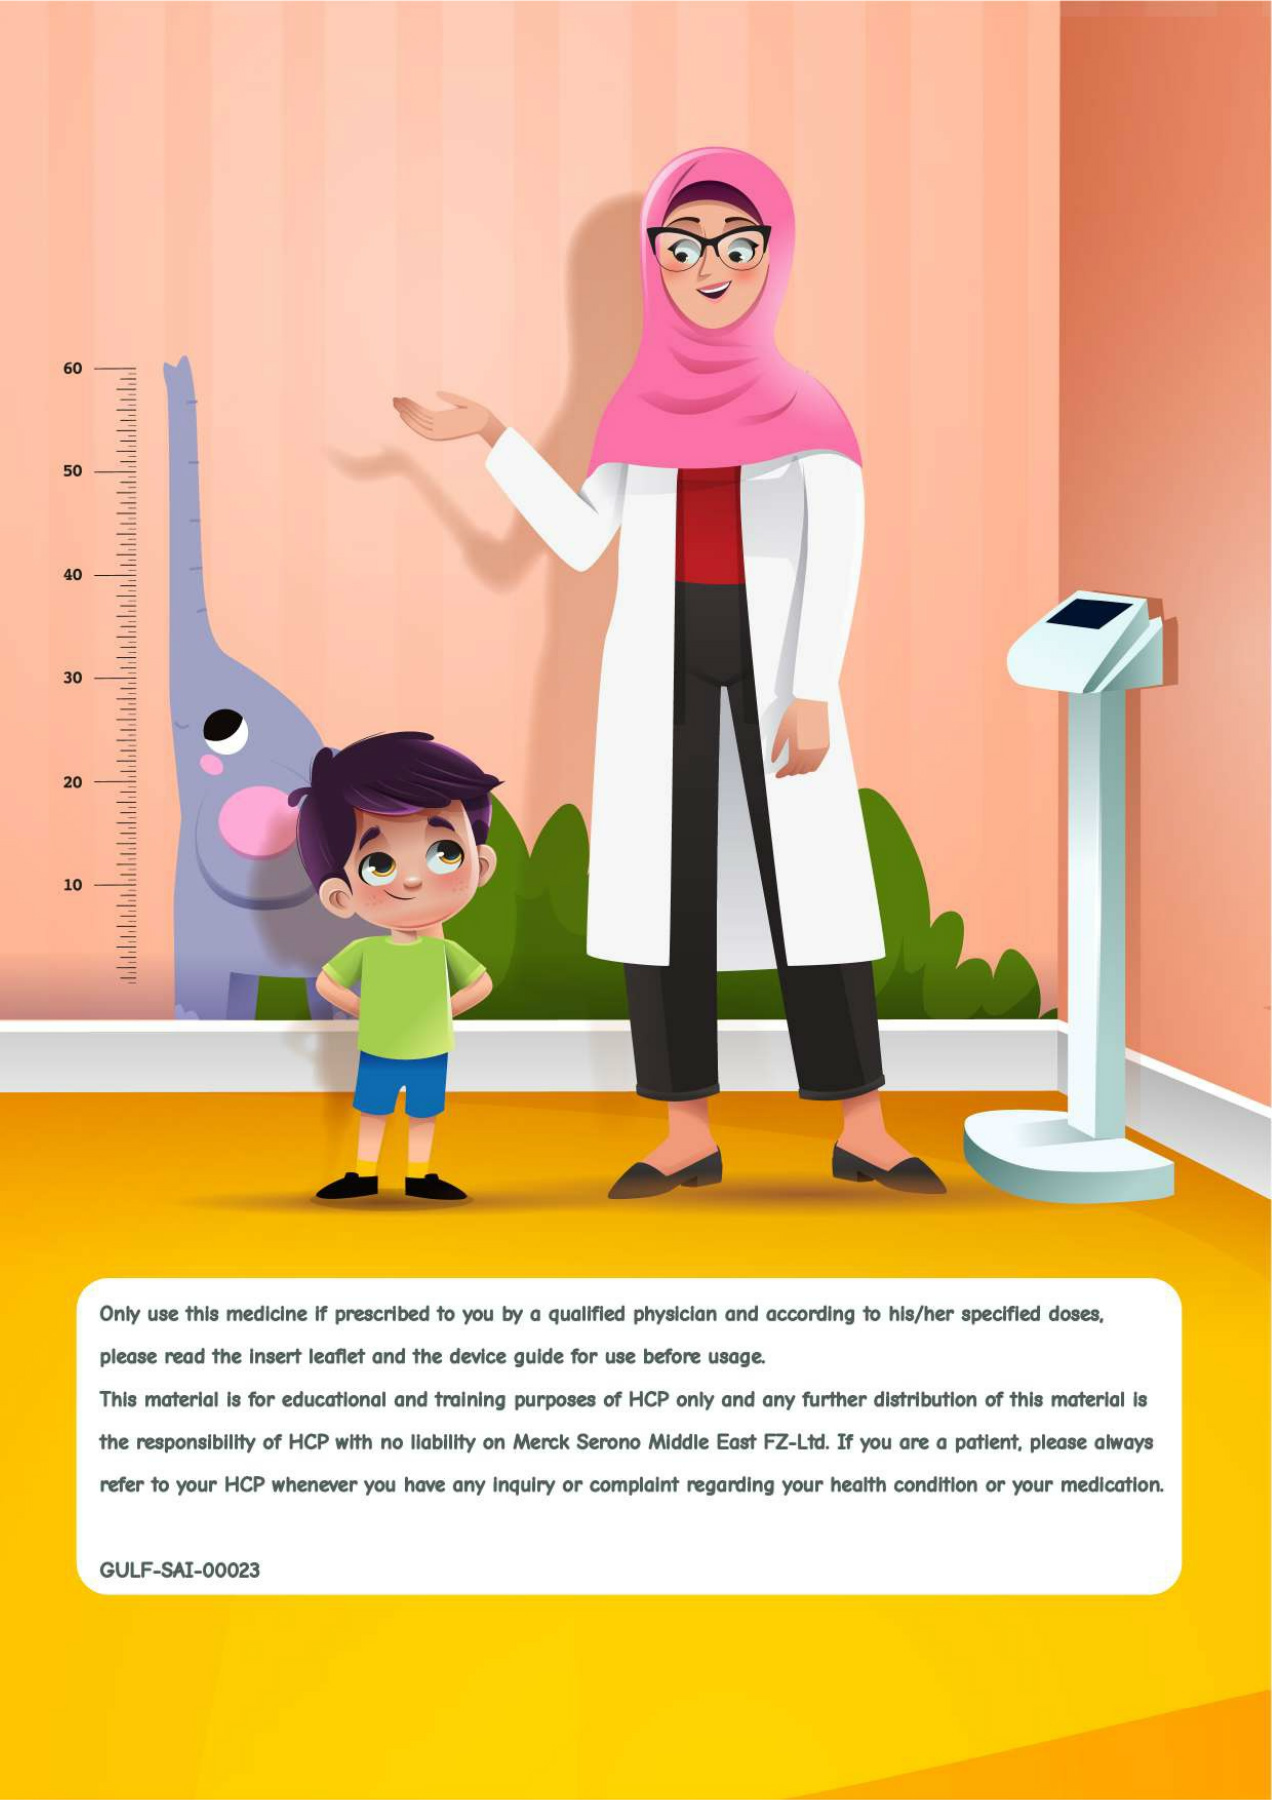 60
50
40
30
20
10
Only use this medicine if prescribed to you by a qualified physician and according to his/her specified doses,
please read the insert leaflet and the device guide for use before usage.
This material is for educational and training purposes of HCP only and any further distribution of this material is
the responsibility of HCP with no liability on Merck Serono Middle East FZ-Ltd. If you are a patient, please always
refer to your HCP whenever you have any inquiry or complaint regarding your health condition or your medication.
GULF-SAI-00023